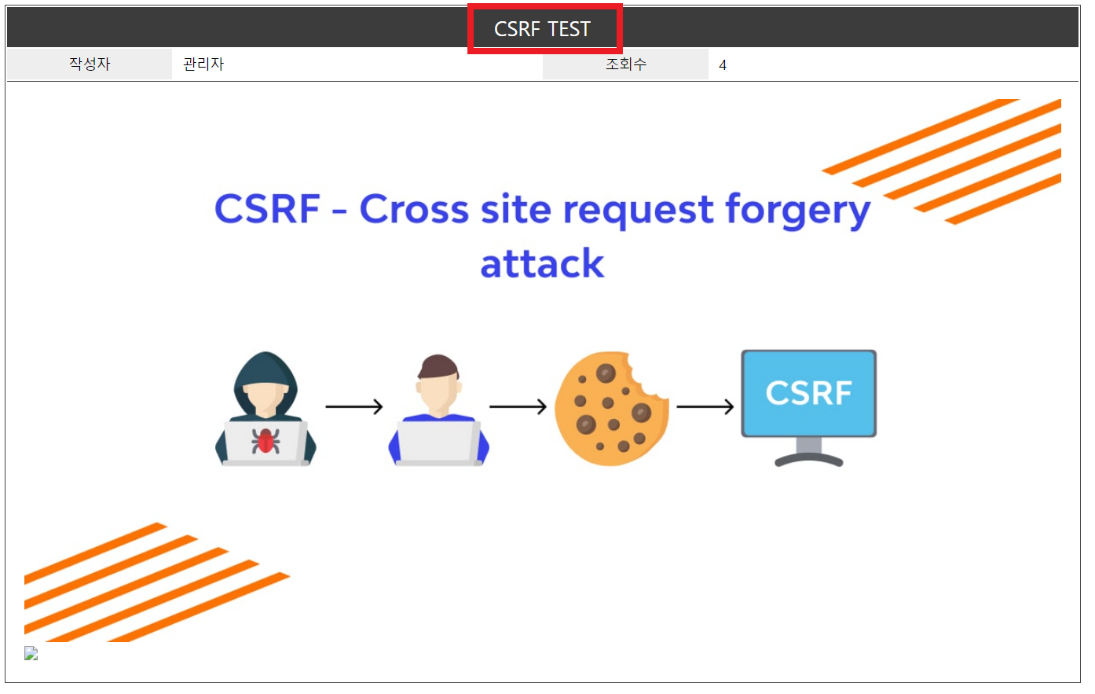 CSRF TEST
작성자 관리자 조회수 4
CSRF - Cross site request forgery
attack
CSRF